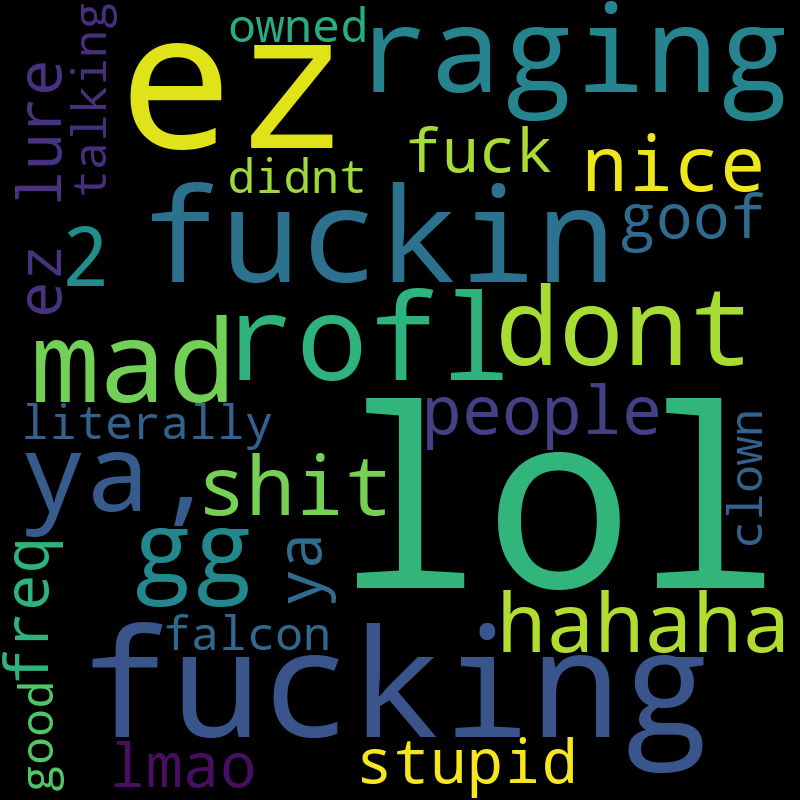 talking
owned
ez
raging
ez lure
didnt
fuck
nice
2
fuckin
goof
mad
rofl
dont
literally
people
ya,
shit
lol
clown
gg
ya
freq
falcon
hahaha
fucking
good
lmao
stupid